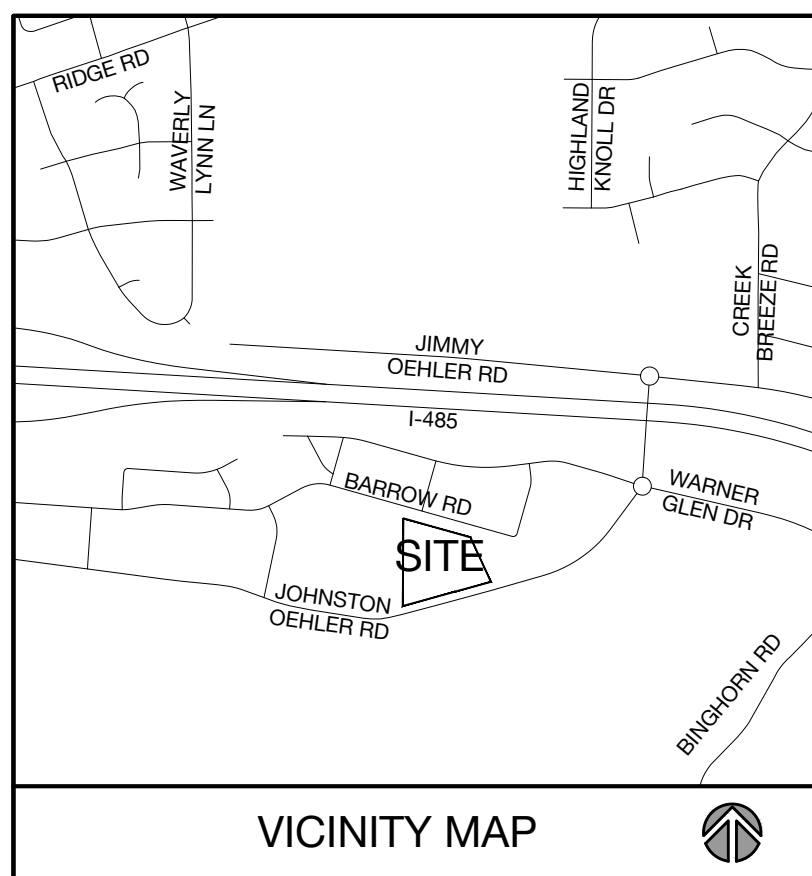 RIDGE RD
WAVERLY
LYNN LN
HIGHLAND
KNOLL DR
CREEK
BREEZE RD
JIMMY
OEHLER RD
I-485
BARROW RD
WARNER
GLEN DR
SITE
JOHNSTON
OEHLER RD
BINGHORN RD
VICINITY MAP